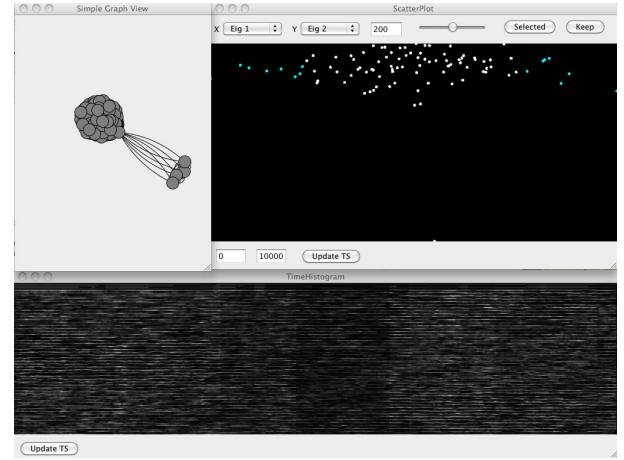 Simple Graph View
ScatterPlot
X Eig 1 Y Eig 2 200 Selected Keep
0 10000 Update TS
TimeHistogram
Update TS